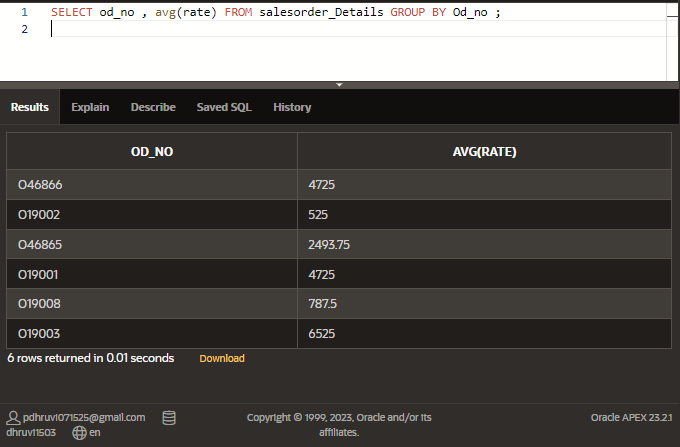 1 SELECT od_no , avg(rate) FROM salesorder_Details GROUP BY Od_no ;
2
Results Explain Describe Saved SQL History
OD_NO AVG(RATE)
O46866 4725
O19002 525
O46865 2493.75
O19001 4725
O19008 787.5
O19003 6525
6 rows returned in 0.01 seconds Download
pdhruvi071525@gmail.com
dhruvi1503 en
Copyright © 1999, 2023, Oracle and/or its
affiliates.
Oracle APEX 23.2.1